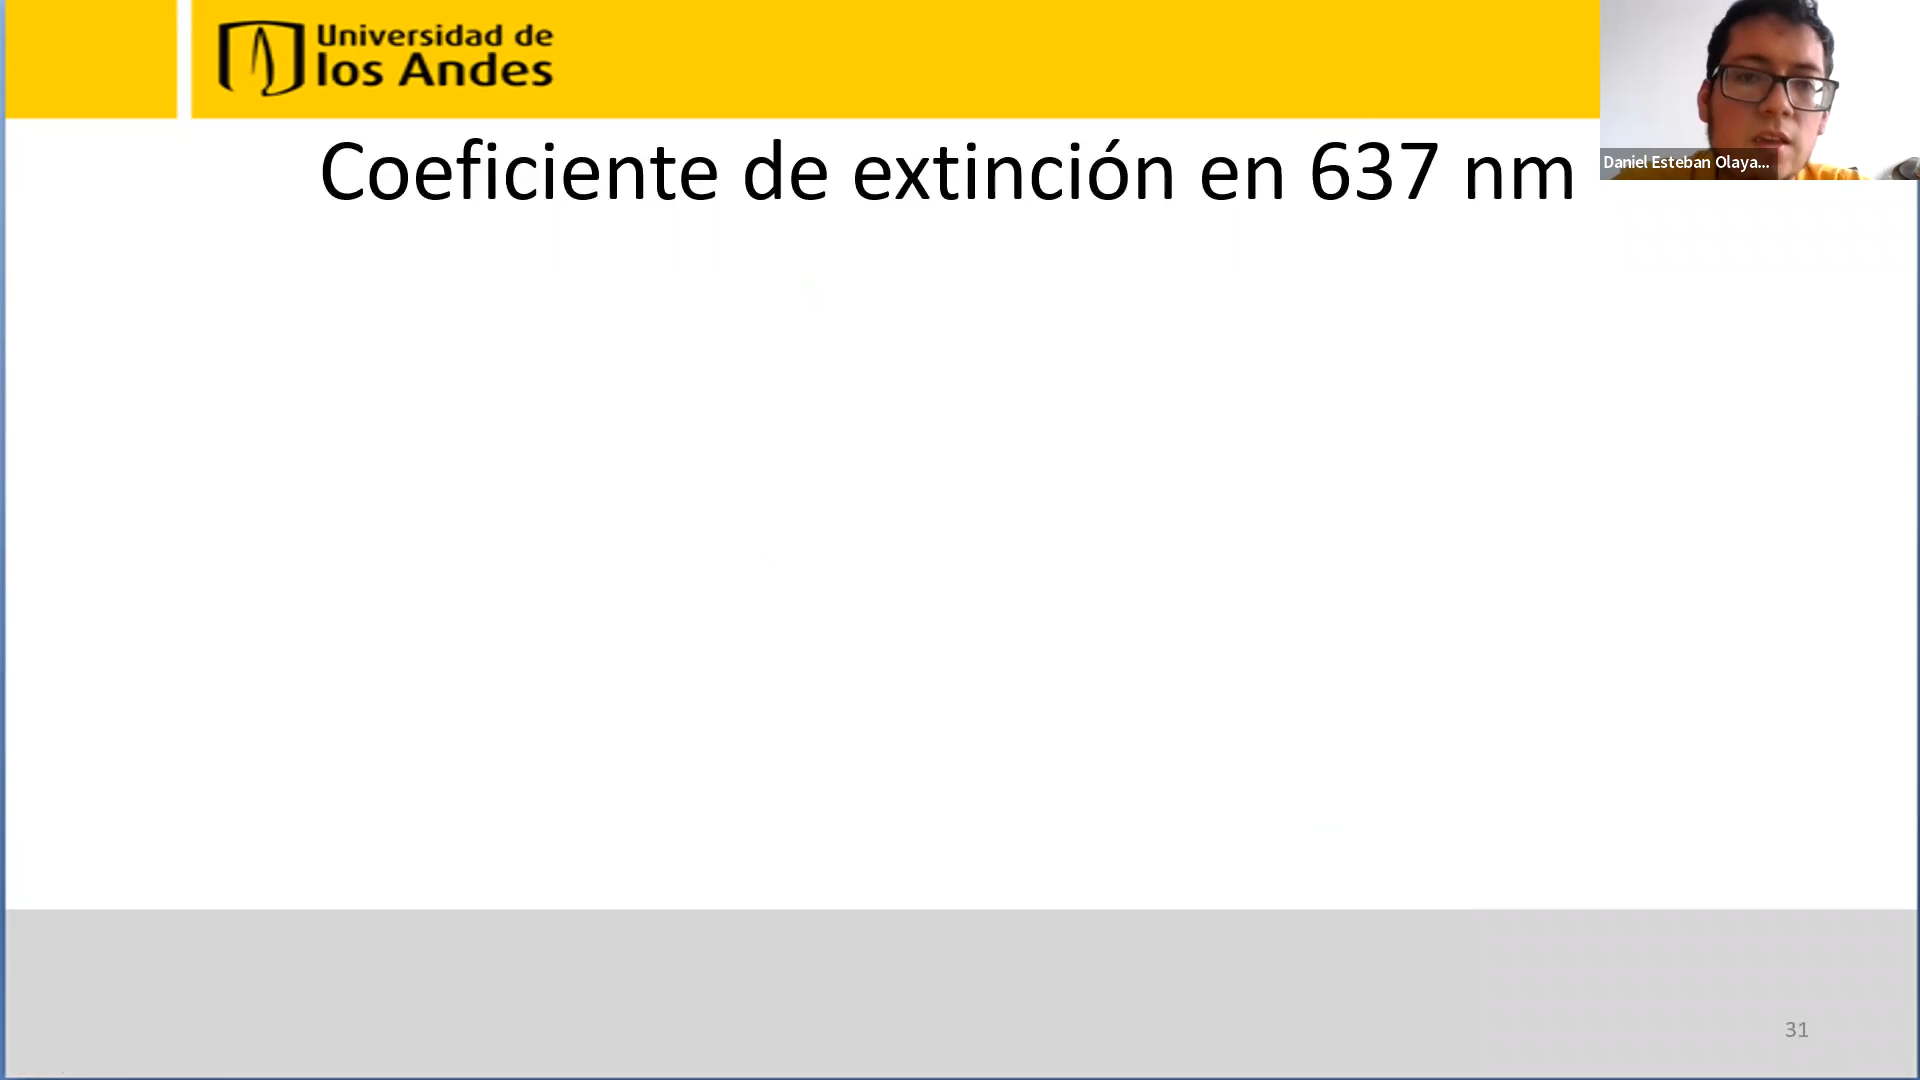 Universidad de
los Andes
Coeficiente de extinción en 637 nm
Daniel Esteban Olaya...
31